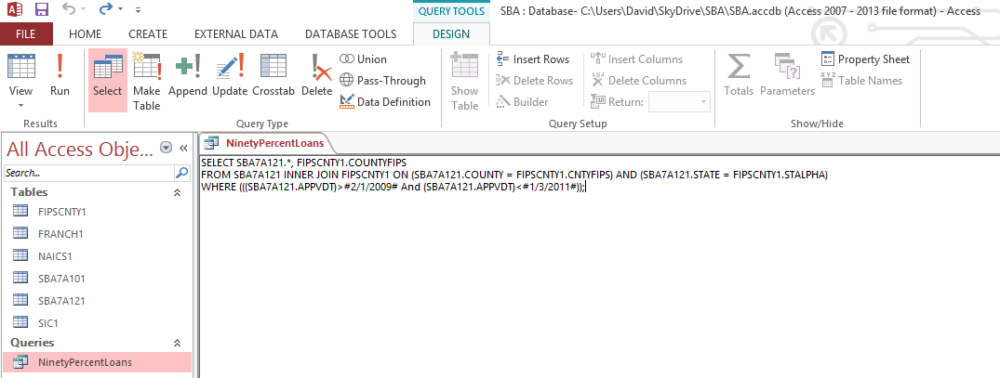 QUERY TOOLS
SBA : Database- C:\Users\David\SkyDrive\SBA\SBA.accdb (Access 2007 - 2013 file format) - Access
FILE HOME CREATE EXTERNAL DATA DATABASE TOOLS DESIGN
View
Run
Results
Select
Make Table
Append
Update
Crosstab
Delete
Union
Pass-Through
Data Definition
Query Type
Show Table
Insert Rows
Delete Rows
Builder
Insert Columns
Delete Columns
Return:
Query Setup
Totals
Parameters
Property Sheet
XYZ Table Names
Show/Hide
All Access Obje...
Search...
Tables
FIPSCNTY1
FRANCH1
NAICS1
SBA7A101
SBA7A121
SIC1
Queries
NinetyPercentLoans
NinetyPercentLoans
SELECT SBA7A121.*, FIPSCNTY1.COUNTYFIPS
FROM SBA7A121 INNER JOIN FIPSCNTY1 ON (SBA7A121.COUNTY = FIPSCNTY1.CNTYFIPS) AND (SBA7A121.STATE = FIPSCNTY1.STALPHA)
WHERE (((SBA7A121.APPVDT)>#2/1/2009# And (SBA7A121.APPVDT)<#1/3/2011#));